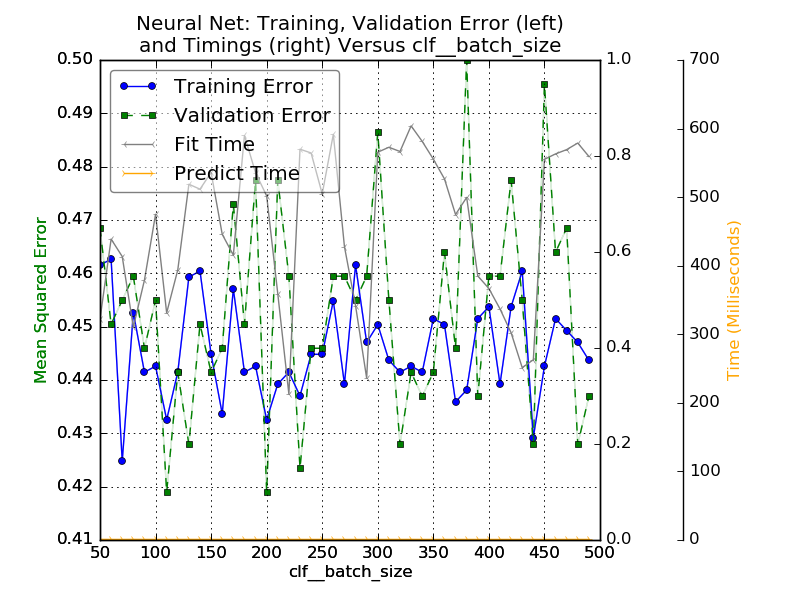 Neural Net: Training, Validation Error (left)
and Timings (right) Versus clf__batch_size
Training Error
Validation Error
Fit Time
Predict Time
Mean Squared Error
0.50
0.49
0.48
0.47
0.46
0.45
0.44
0.43
0.42
0.41
50 100 150 200 250 300 350 400 450 500
clf__batch_size
1.0
0.8
0.6
0.4
0.2
0.0
700
600
500
400
300
200
100
0
Time (Milliseconds)